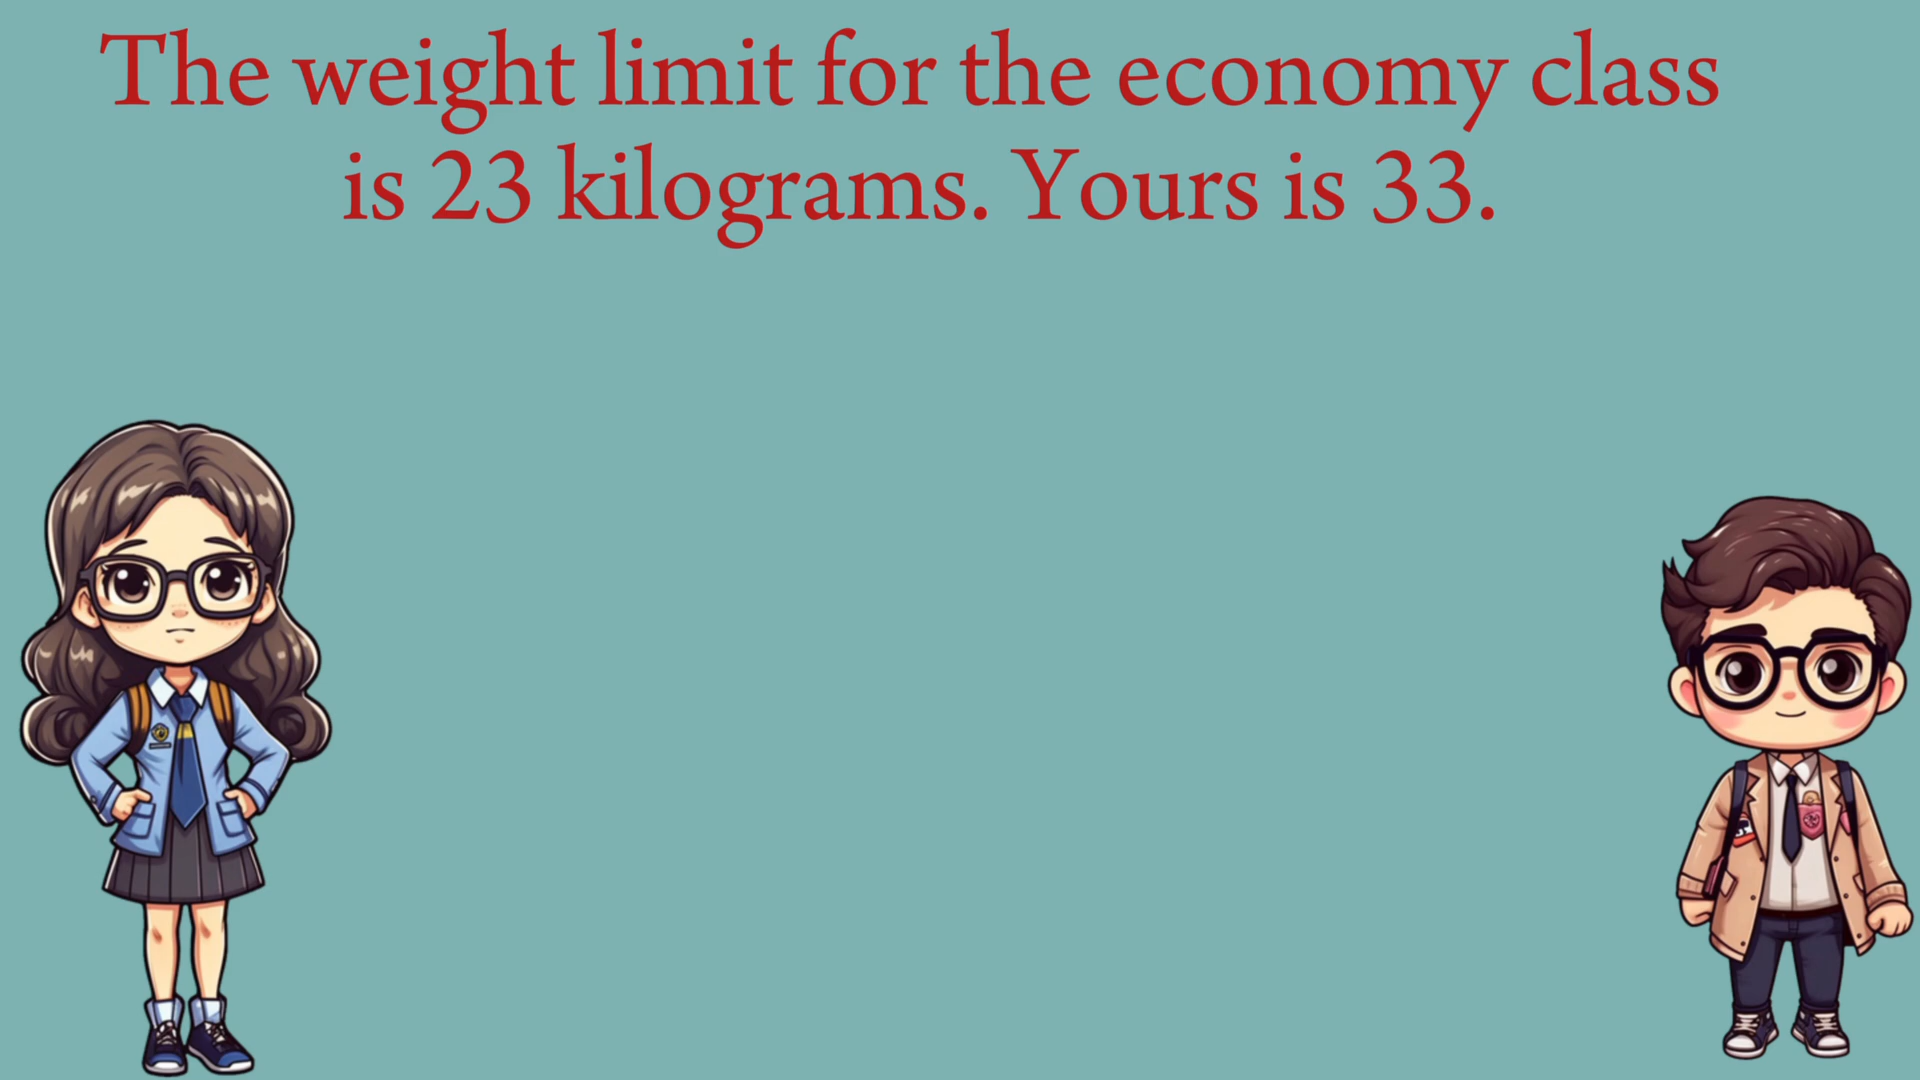 The weight limit for the economy class
is 23 kilograms. Yours is 33.